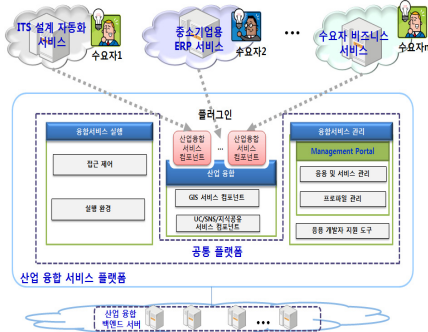 ITS 설계 자동화
서비스
수요자1
중소기업용
ERP 서비스
수요자2
•••
수요자 비즈니스
서비스
수요자n
플러그인
융합서비스 실행
접근 제어
실행 환경
산업융합
서비스
컴포넌트
...
산업융합
서비스
컴포넌트
산업 융합
GIS 서비스 컴포넌트
UC/SNS/지식공유
서비스 컴포넌트
융합서비스 관리
Management Portal
응용 및 서비스 관리
프로파일 관리
응용 개발자 지원 도구
공통 플랫폼
산업 융합 서비스 플랫폼
산업 융합
백엔드 서버
•••